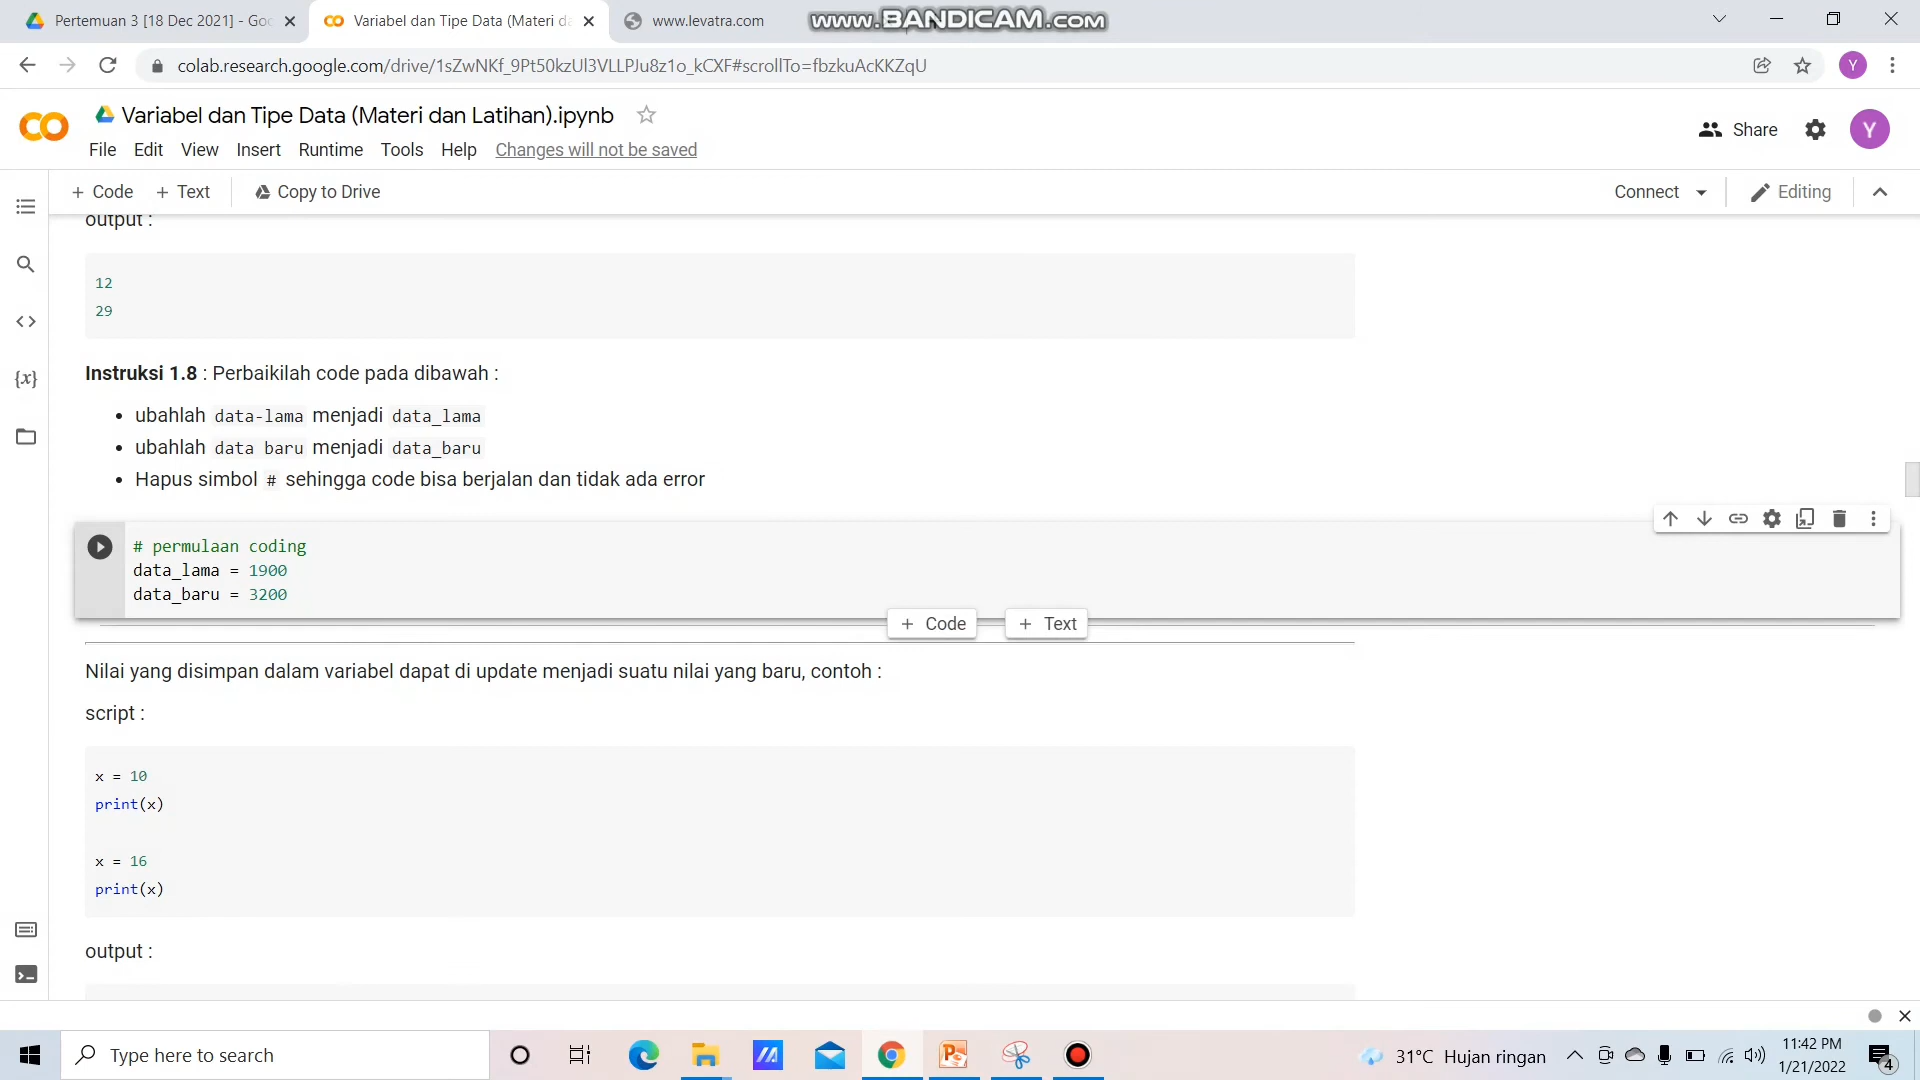 Pertemuan 3 [18 Dec 2021] - Goo
Variabel dan Tipe Data (Materi da
www.levatra.com
www.BANDICAM.com
colab.research.google.com/drive/1sZwNKf_9Pt50kzUl3VLLPJu8z1o_kCXF#scrollTo=fbzkuAcKKZqU
Y
CO
Variabel dan Tipe Data (Materi dan Latihan).ipynb
Share
Y
File Edit View Insert Runtime Tools Help Changes will not be saved
+ Code + Text Copy to Drive
Connect
Editing
output :
12
29
Instruksi 1.8 : Perbaikilah code pada dibawah :
• ubahlah data-lama menjadi data_lama
• ubahlah data baru menjadi data_baru
• Hapus simbol # sehingga code bisa berjalan dan tidak ada error
{x}
# permulaan coding
data_lama = 1900
data_baru = 3200
+ Code + Text
Nilai yang disimpan dalam variabel dapat di update menjadi suatu nilai yang baru, contoh :
script :
x = 10
print(x)
x = 16
print(x)
output :
Type here to search
31°C Hujan ringan
11:42 PM
1/21/2022
4